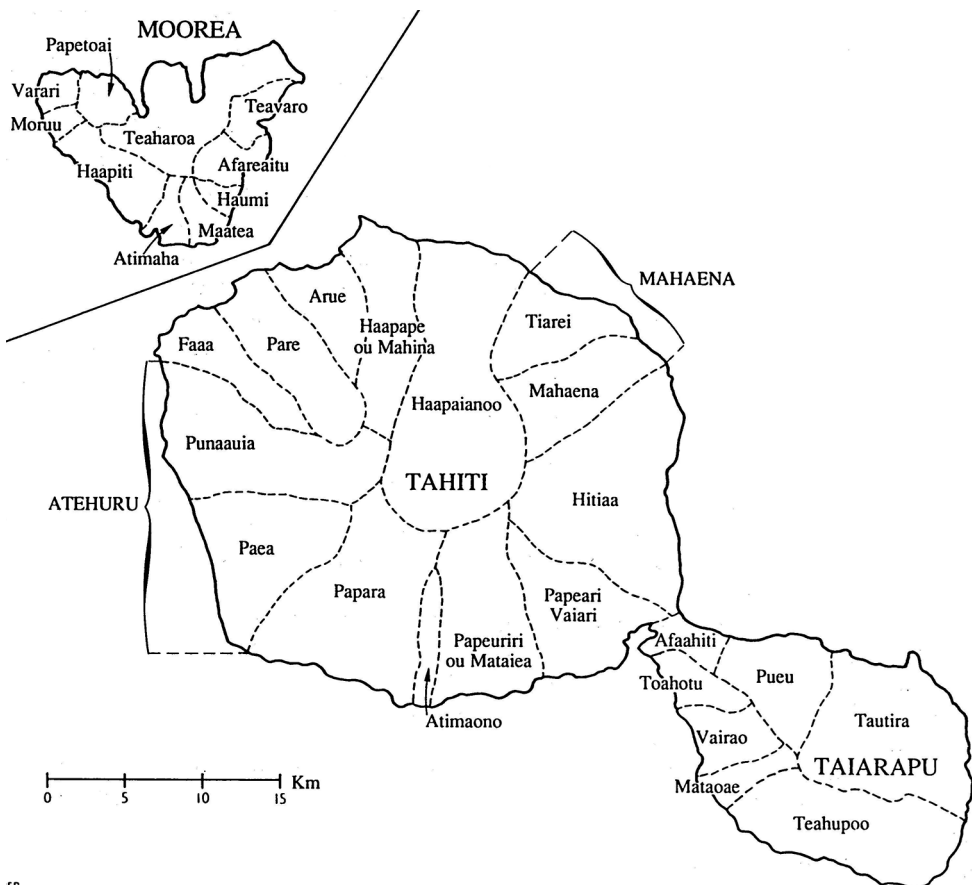 MOOREA
Papetoai
Varari
Moruu
Teavaro
Teaharoa
Haapiti
Afareaitu
Haumi
Maatea
Atimaha
MAHAENA
Arue
Tiarei
Haapape
ou Mahina
Faaa
Pare
Mahaena
Haapaianoo
Punaauia
TAHITI
ATEHURU
Hitiaa
Paea
Papara
Papeari
Vaiari
Papeuriri
ou Mataiea
Afaahiti
Toahotu
Pueu
Atimaono
Tautira
Vairao
TAIARAPU
Mataoae
Teahupoo
Km
0 5 10 15